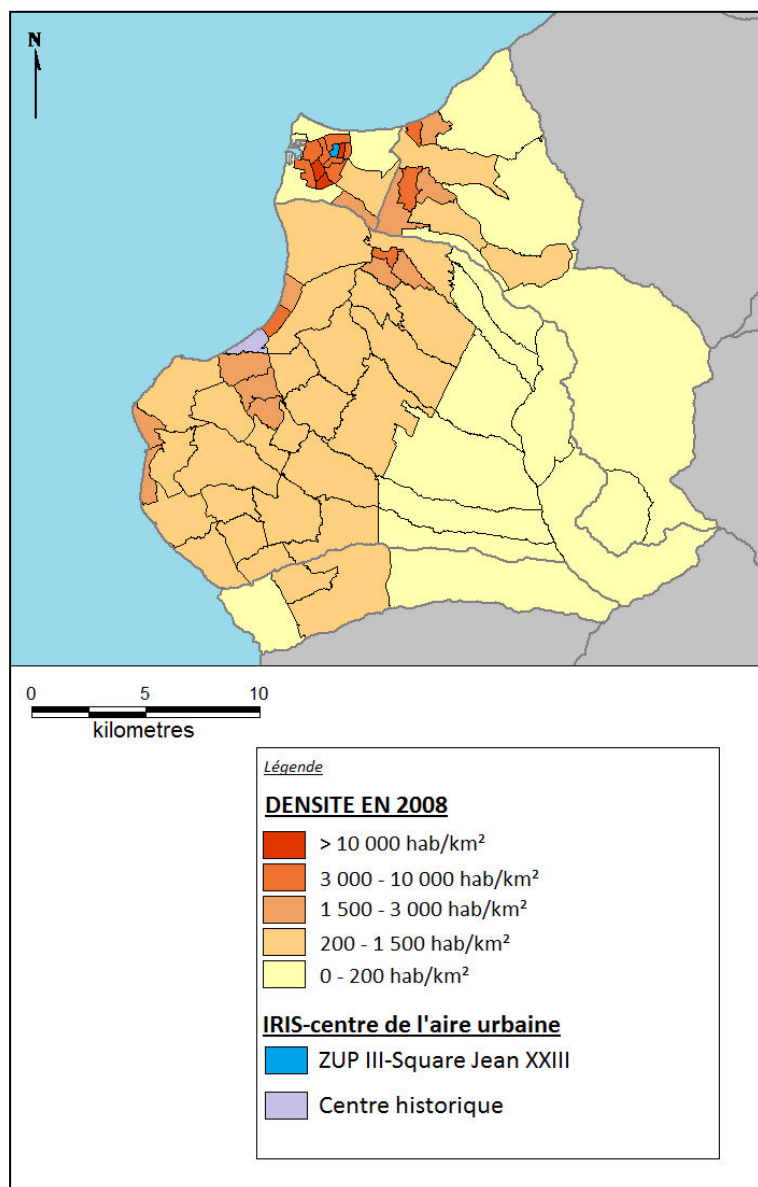 N
0 5 10
kilometres
Légende
DENSITE EN 2008
> 10 000 hab/km²
3 000 - 10 000 hab/km²
1 500 - 3 000 hab/km²
200 - 1 500 hab/km²
0 - 200 hab/km²
IRIS-centre de l'aire urbaine
ZUP III-Square Jean XXIII
Centre historique